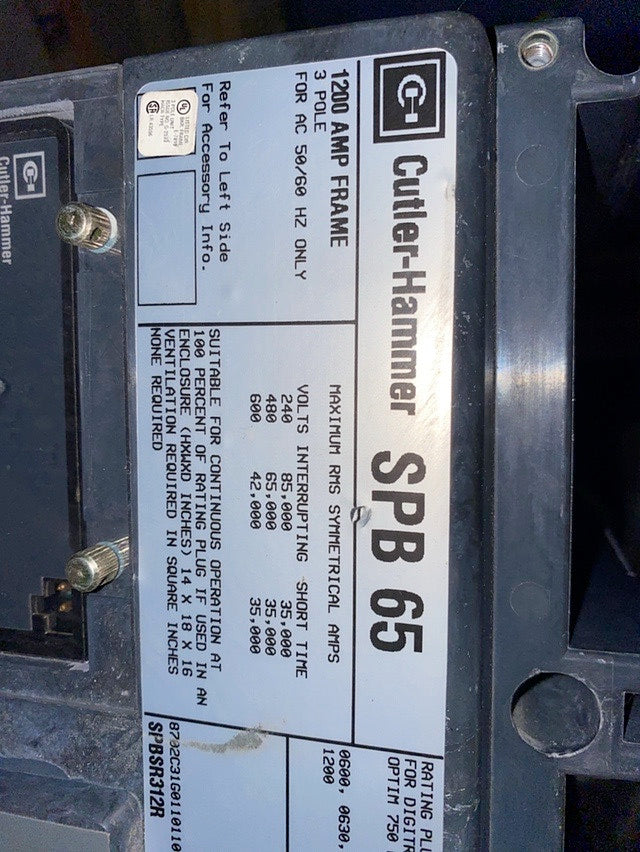 Cutler-Hammer SPB 65
1200 AMP FRAME
3 POLE
FOR AC 50/60 HZ ONLY
Refer To Left Side
For Accessory Info.
MAXIMUM RMS SYMMETRICAL AMPS
VOLTS INTERRUPTING SHORT TIME
240 85,000 35,000
480 65,000 35,000
600 42,000 35,000
SUITABLE FOR CONTINUOUS OPERATION AT
100 PERCENT OF RATING PLUG IF USED IN AN
ENCLOSURE (HXWXD INCHES) 14 X 18 X 16
VENTILATION REQUIRED IN SQUARE INCHES
NONE REQUIRED
RATING PLU
FOR DIGITR
OPTIM 750
0600, 0630,
1200
8702C31G0110110
SPBSR312R
Cutler-Hammer